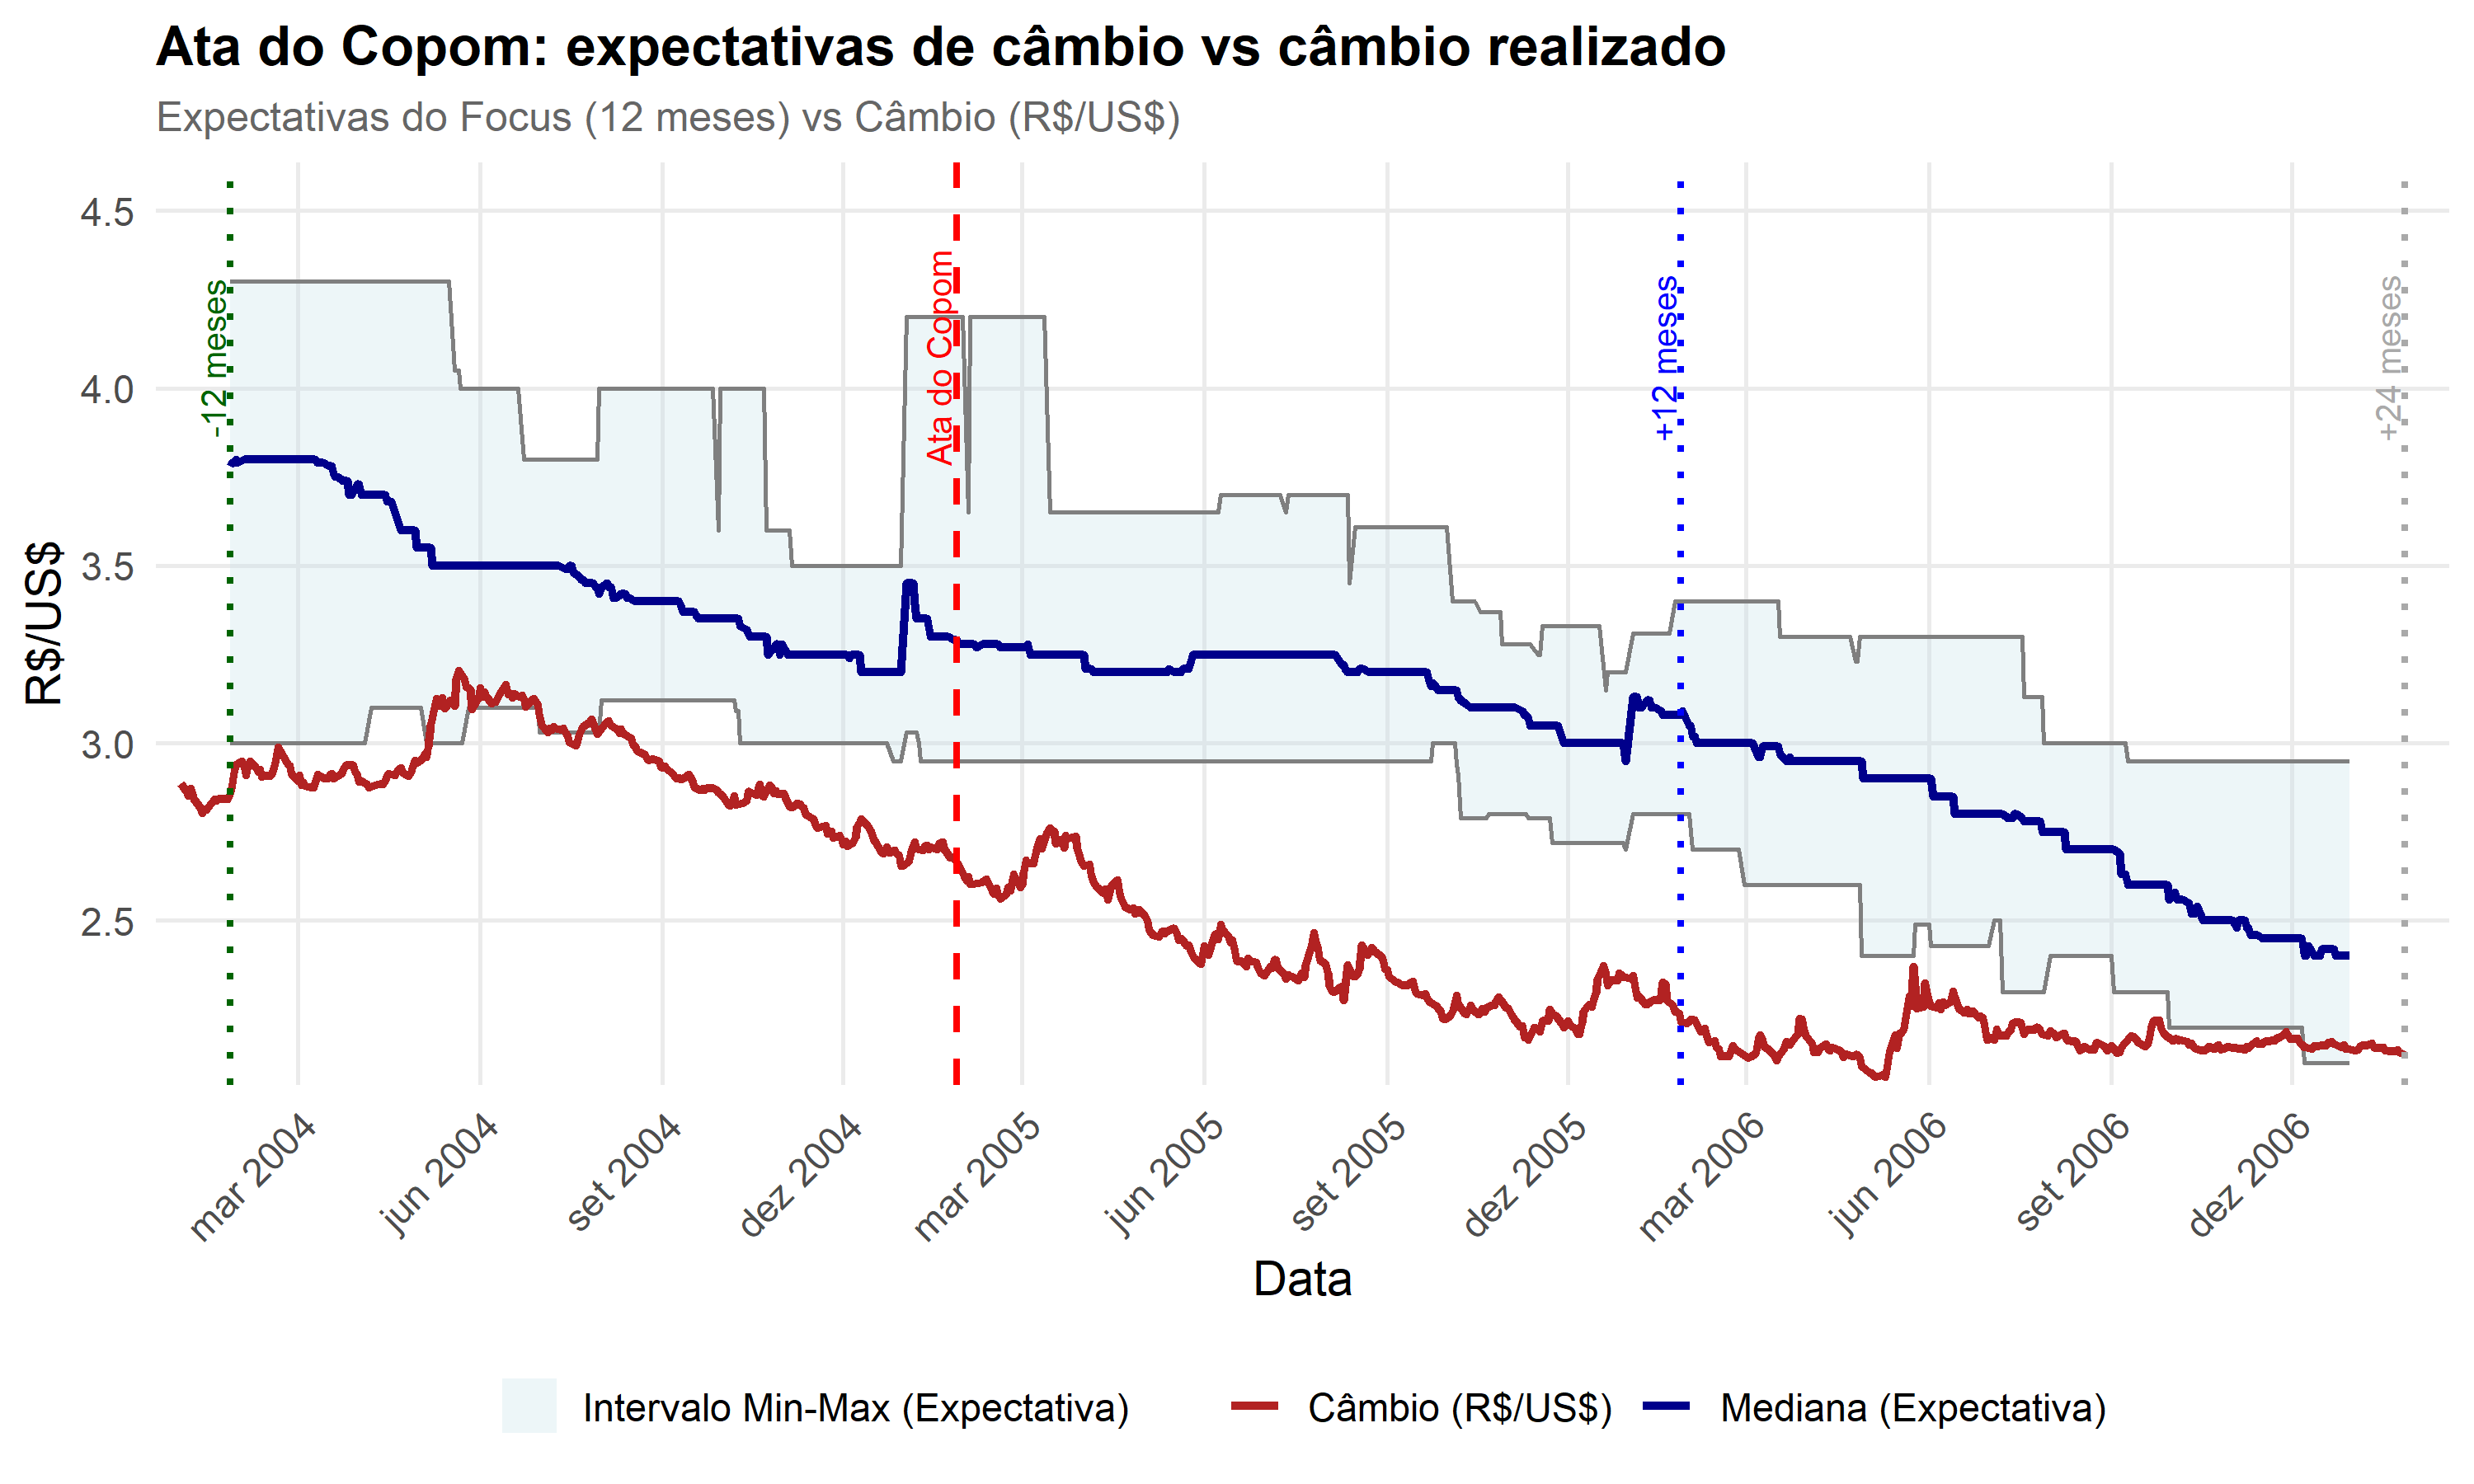 Ata do Copom: expectativas de câmbio vs câmbio realizado
Expectativas do Focus (12 meses) vs Câmbio (R$/US$)
R$/US$
4.5
4.0
3.5
3.0
2.5
-12 meses
Ata do Copom
+12 meses
+24 meses
mar 2004
jun 2004
set 2004
dez 2004
mar 2005
jun 2005
set 2005
dez 2005
mar 2006
jun 2006
set 2006
dez 2006
Data
Intervalo Min-Max (Expectativa)
Câmbio (R$/US$)
Mediana (Expectativa)